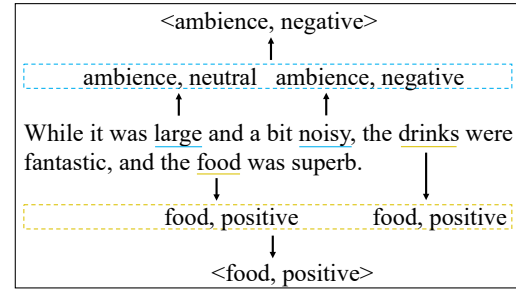 <ambience, negative>
ambience, neutral ambience, negative
While it was large and a bit noisy, the drinks were
fantastic, and the food was superb.
food, positive food, positive
<food, positive>